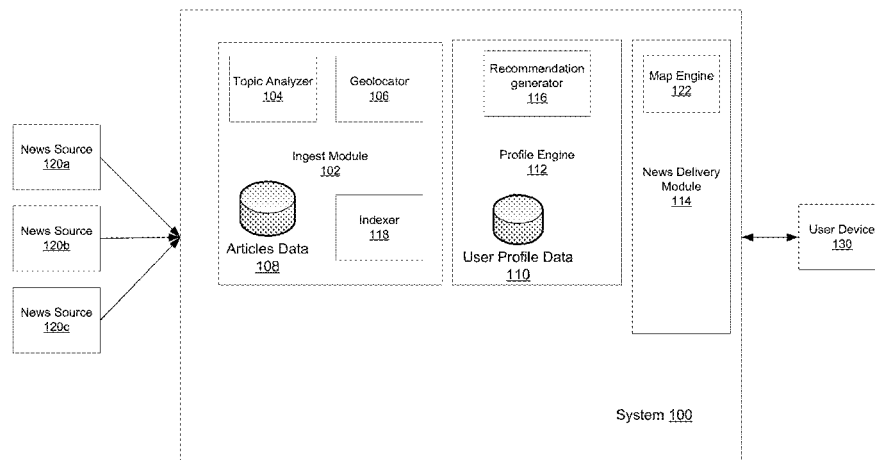 Topic Analyzer
104
Geolocator
106
Recommendation
generator
116
Map Engine
122
News Source
120a
Ingest Module
102
Profile Engine
112
News Delivery
Module
114
News Source
120b
Indexer
118
Articles Data
108
User Profile Data
110
User Device
130
News Source
120c
System 100